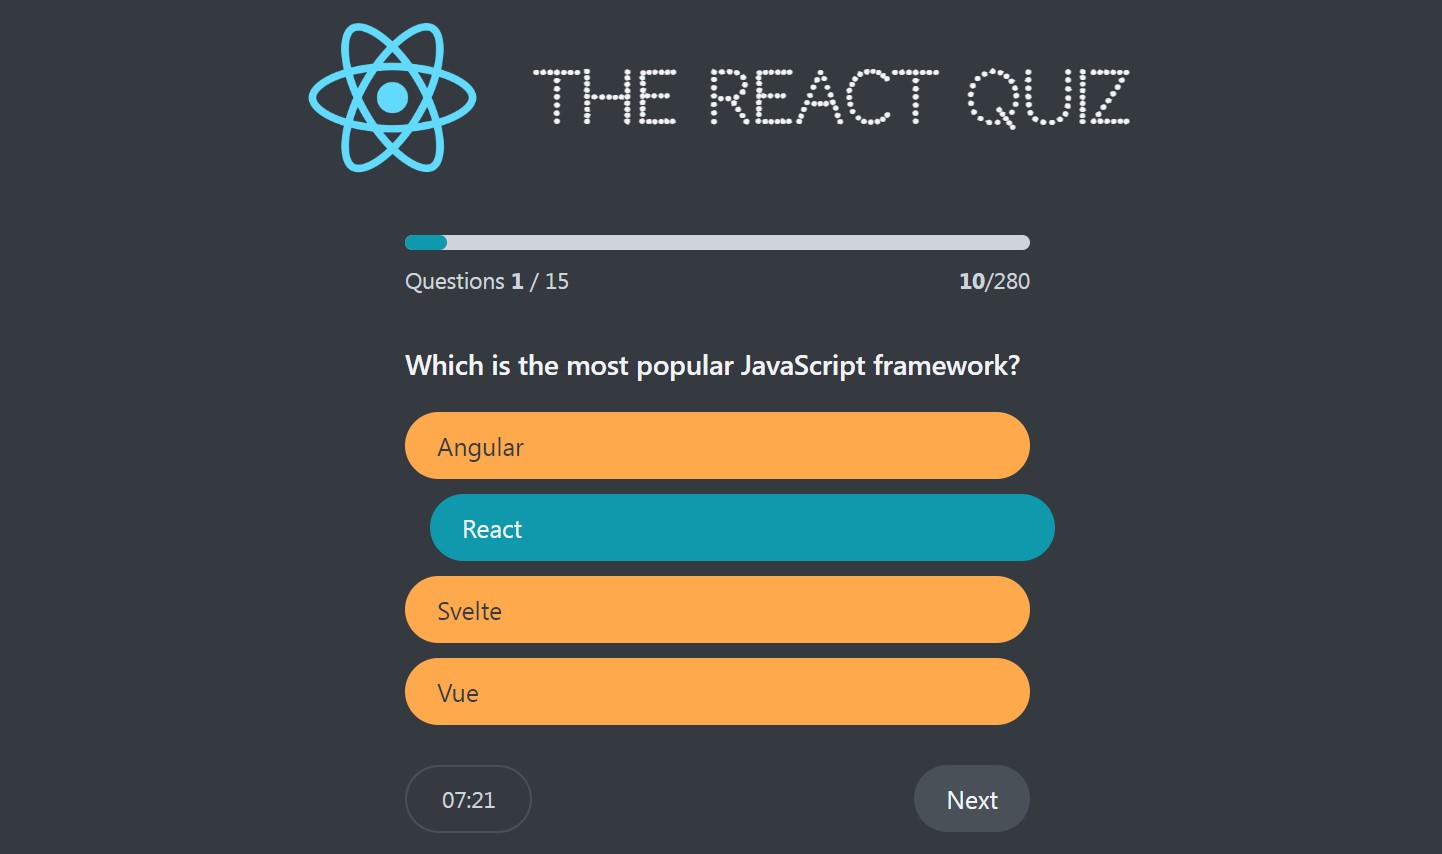 THE REACT QUIZ
Questions 1 / 15
10/280
Which is the most popular JavaScript framework?
Angular
React
Svelte
Vue
07:21
Next